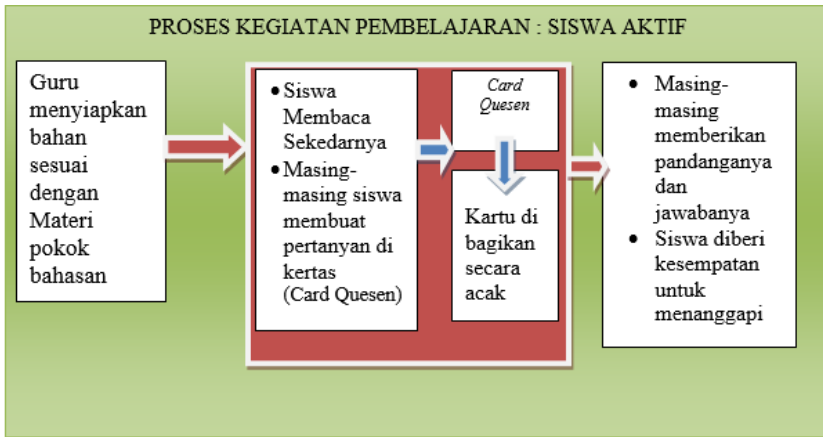 PROSES KEGIATAN PEMBELAJARAN : SISWA AKTIF
Guru
menyiapkan
bahan
sesuai
dengan
Materi
pokok
bahasan
• Siswa
Membaca
Sekedarnya
• Masing-
masing siswa
membuat
pertanyan di
kertas
(Card Quesen)
Card
Quesen
Kartu di
bagikan
secara
acak
• Masing-
masing
memberikan
pandanganya
dan
jawabanya
• Siswa diberi
kesempatan
untuk
menanggapi